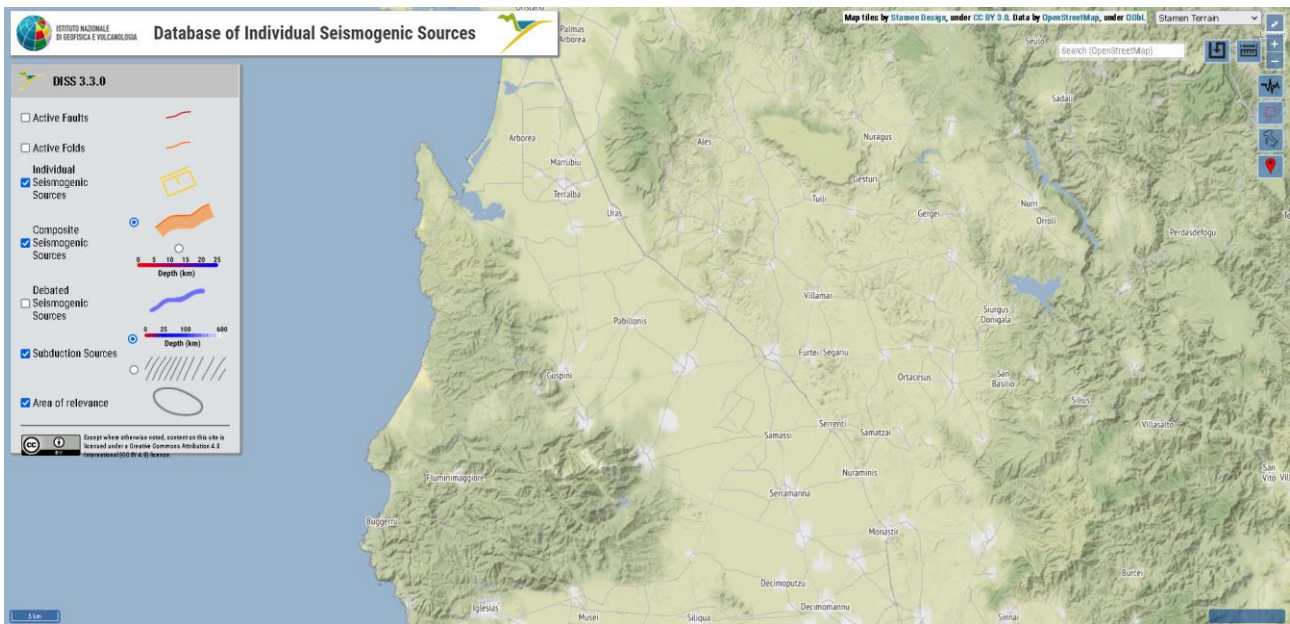 ISTITUTO NAZIONALE
DI GEOFISICA E VULCANOLOGIA
Database of Individual Seismogenic Sources
Map tiles by Stamen Design, under CC BY 3.0. Data by OpenStreetMap, under ODbL.
Stamen Terrain
Search (OpenStreetMap)
DISS 3.3.0
Active Faults
Active Folds
Individual
Seismogenic
Sources
Composite
Seismogenic
Sources
0 5 10 15 20 25
Depth (km)
Debated
Seismogenic
Sources
0 25 100 600
Depth (km)
Subduction Sources
Area of relevance
cc
BY
Except where otherwise noted, content on this site is
licensed under a Creative Commons Attribution 4.0
International (CC BY 4.0) licence.
Palmas
Arborea
Seulo
Sadali
Arborea
Ales
Nuragus
Marrubiu
Terralba
Gesturi
Tuili
Uras
Gergei
Nurri
Orroli
Perdasdefogu
Villamar
Siurgus
Donigala
Pabillonis
Furtei
Segariu
Guspini
Ortacesus
San
Basilio
Silius
Serrenti
Samassi
Samatzai
Villasalto
Fluminimaggiore
Nuraminis
San
Vito
Serramanna
Buggerru
Monastir
Decimoputzu
Burcei
Iglesias
Musei
Siliqua
Decimomannu
Sinnai
5 km